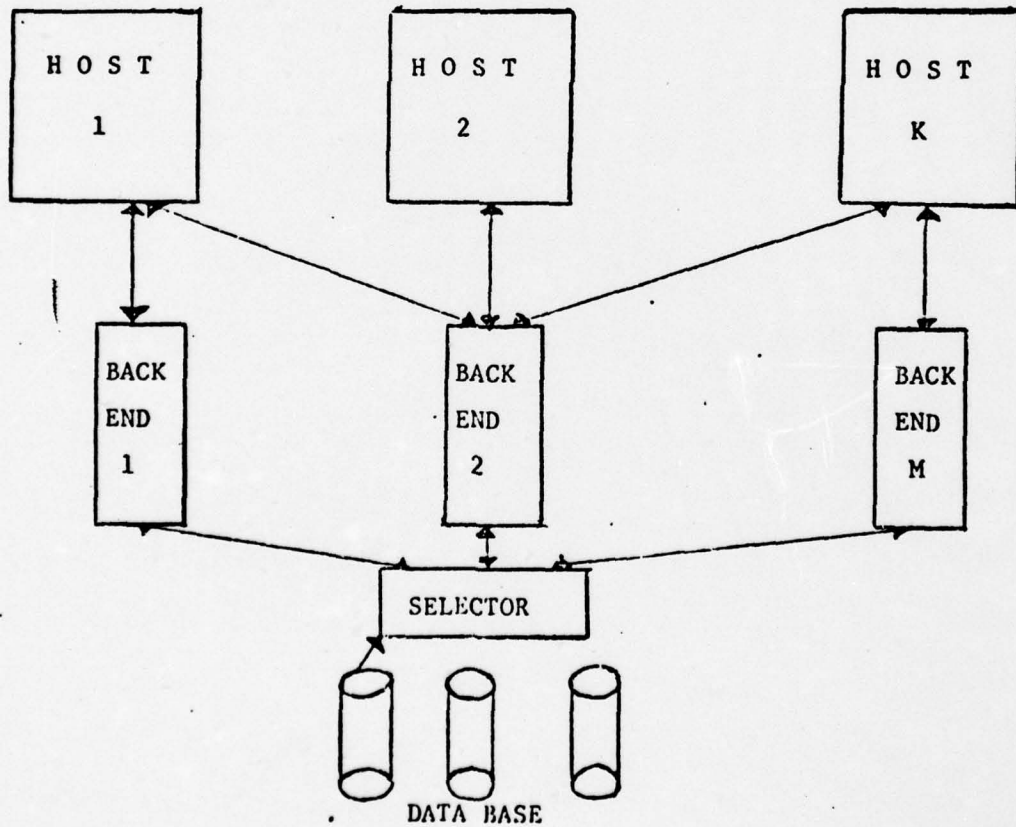 HOST
1
HOST
2
HOST
K
BACK
END
1
BACK
END
2
BACK
END
M
SELECTOR
DATA BASE